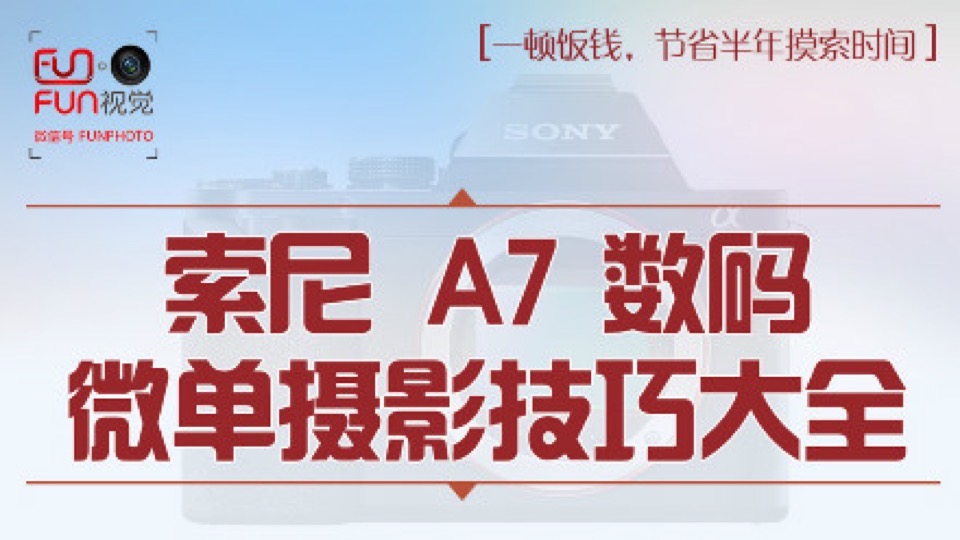 FUN
FUN视觉
微信号 FUNPHOTO
[一顿饭钱,节省半年摸索时间]
SONY
α
索尼 A7 数码
微单摄影技巧大全